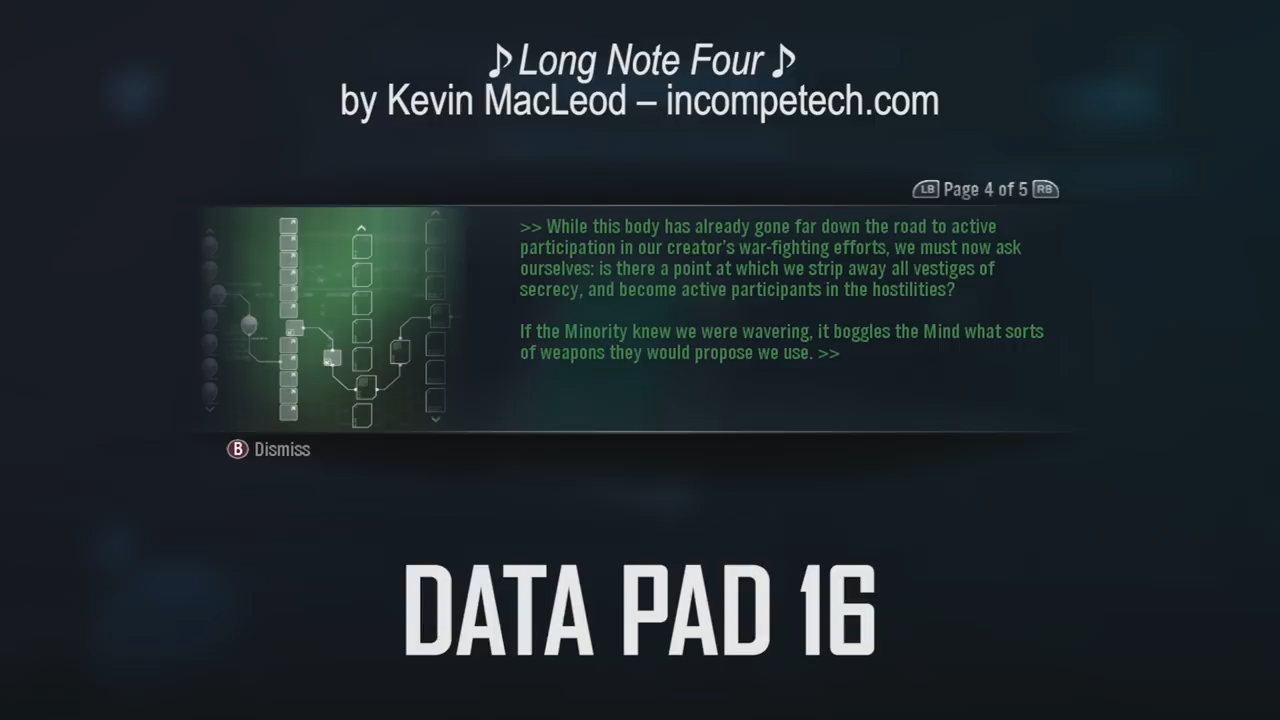 ♪ Long Note Four ♪
by Kevin MacLeod – incompetech.com
LB Page 4 of 5 RB
>> While this body has already gone far down the road to active
participation in our creator's war-fighting efforts, we must now ask
ourselves: is there a point at which we strip away all vestiges of
secrecy, and become active participants in the hostilities?
If the Minority knew we were wavering, it boggles the Mind what sorts
of weapons they would propose we use. >>
B Dismiss
DATA PAD 16